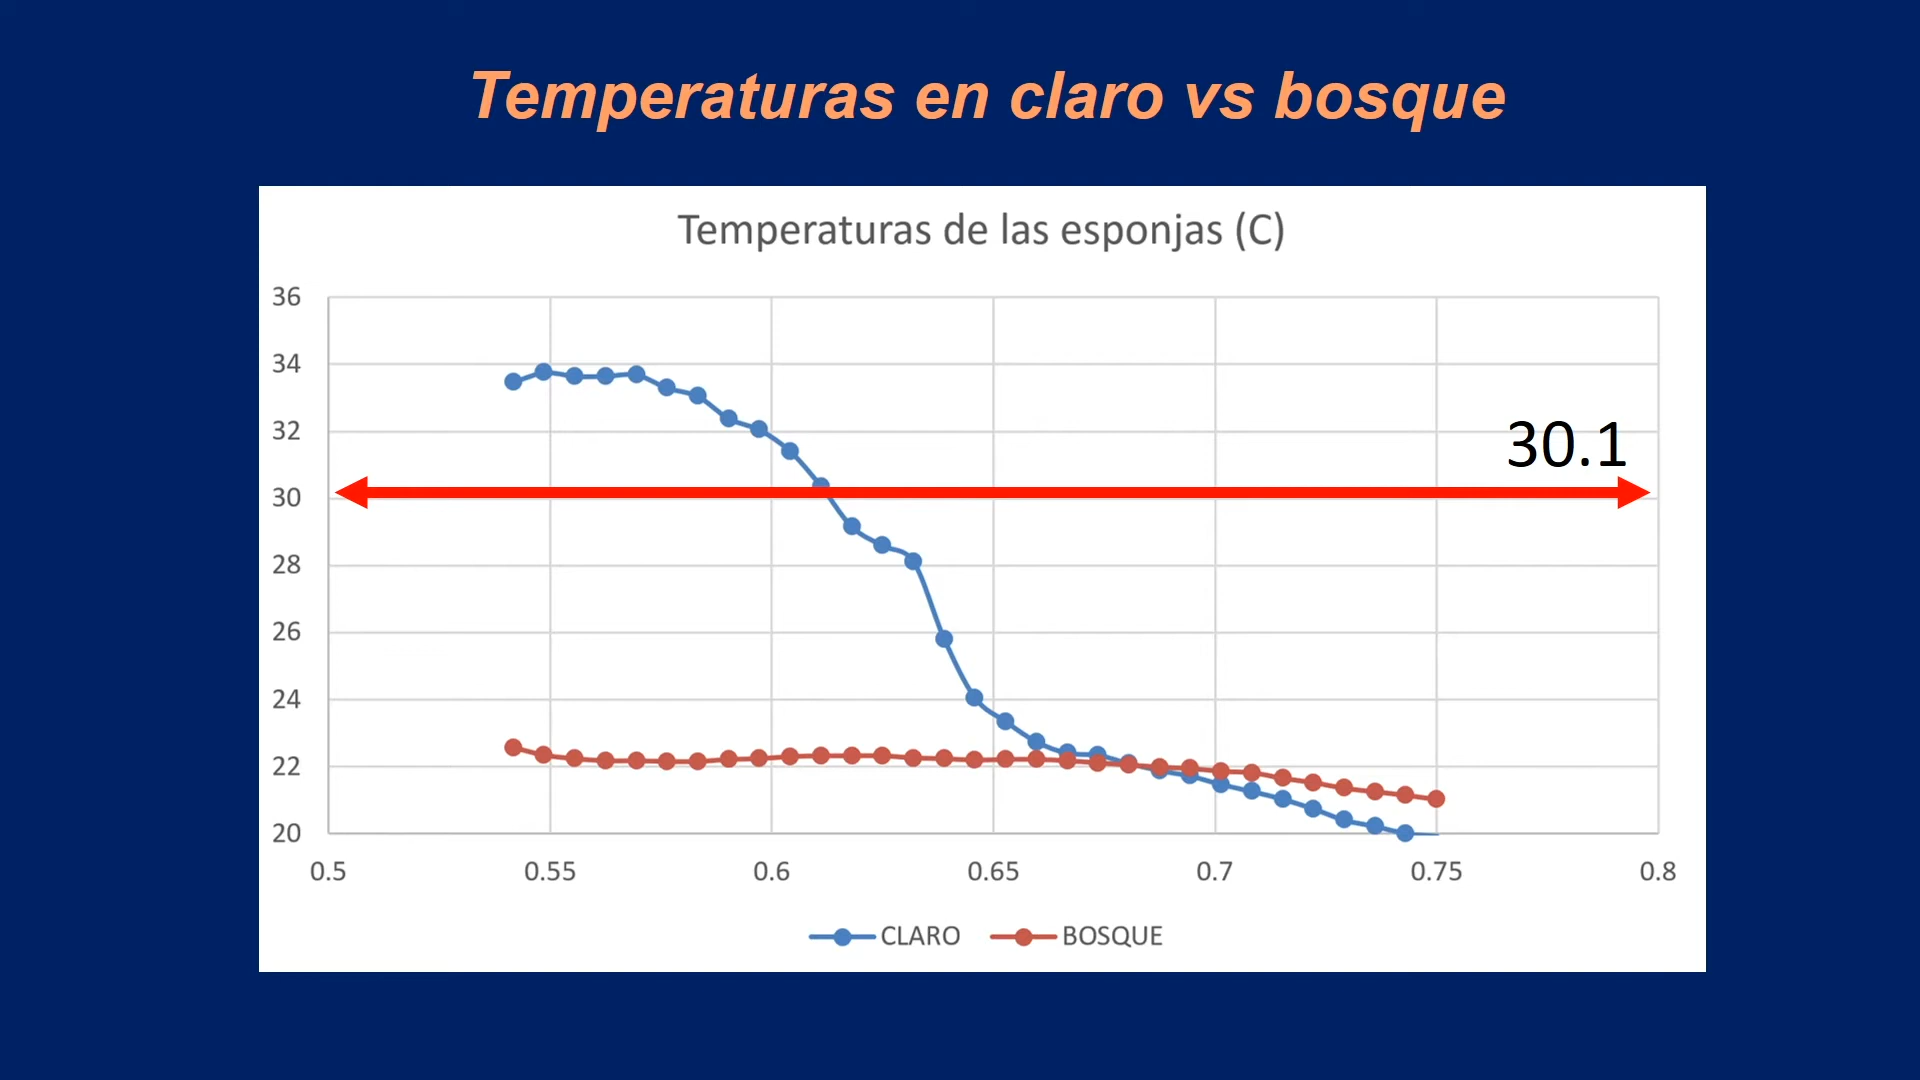 Temperaturas en claro vs bosque
Temperaturas de las esponjas (C)
36
34
32
30.1
30
28
26
24
22
20
0.5 0.55 0.6 0.65 0.7 0.75 0.8
CLARO BOSQUE